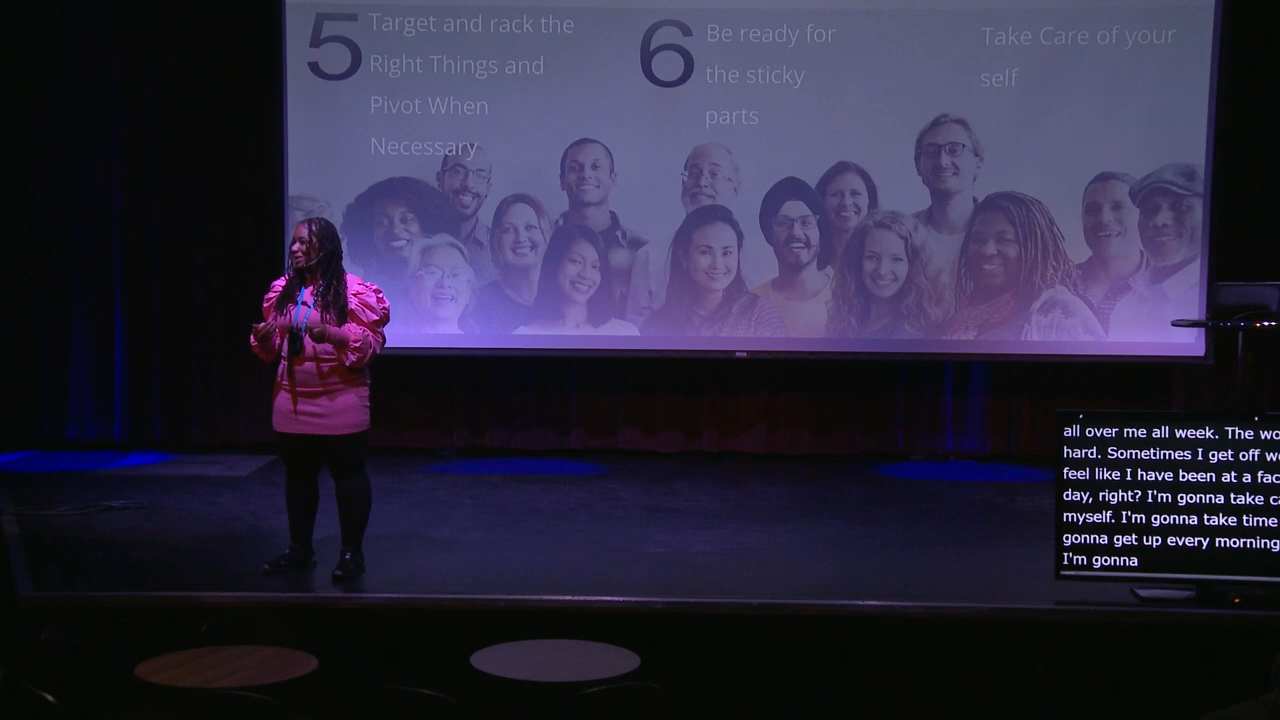 5
Target and rack the
Right Things and
Pivot When
Necessary
6
Be ready for
the sticky
parts
Take Care of your
self
all over me all week. The
hard. Sometimes I get off
feel like I have been at a
day, right? I'm gonna take
myself. I'm gonna take time
gonna get up every morning
I'm gonna